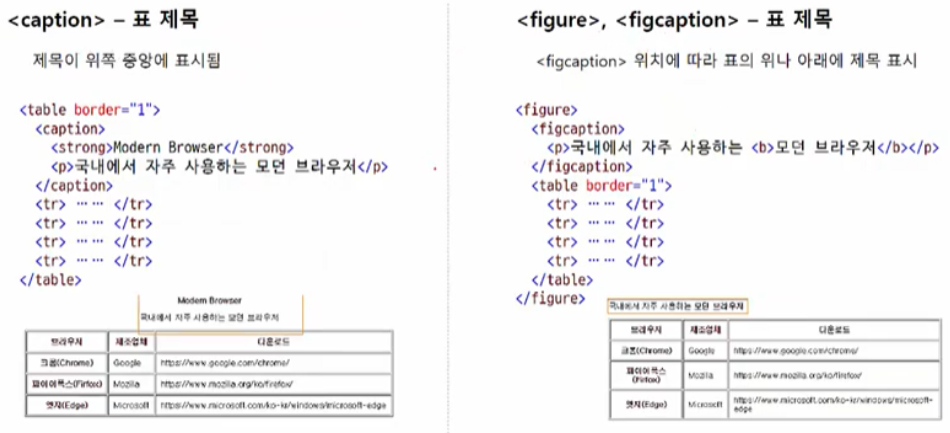 <caption> – 표 제목
제목이 위쪽 중앙에 표시됨
<table border="1">
<caption>
<strong>Modern Browser</strong>
<p>국내에서 자주 사용하는 모던 브라우저</p>
</caption>
<tr> ⋯⋯ </tr>
<tr> ⋯⋯ </tr>
<tr> ⋯⋯ </tr>
<tr> ⋯⋯ </tr>
</table>
Modern Browser
국내에서 자주 사용하는 모던 브라우저
브라우저 제조업체 다운로드
크롬(Chrome) Google https://www.google.com/chrome/
파이어폭스(Firfox) Mozilla https://www.mozilla.org/ko/firefox/
엣지(Edge) Microsoft https://www.microsoft.com/ko-kr/windows/microsoft-edge
<figure>, <figcaption> – 표 제목
<figcaption> 위치에 따라 표의 위나 아래에 제목 표시
<figure>
<figcaption>
<p>국내에서 자주 사용하는 <b>모던 브라우저</b></p>
</figcaption>
<table border="1">
<tr> ⋯⋯ </tr>
<tr> ⋯⋯ </tr>
<tr> ⋯⋯ </tr>
<tr> ⋯⋯ </tr>
</table>
</figure>
국내에서 자주 사용하는 모던 브라우저
브라우저 제조업체 다운로드
크롬(Chrome) Google https://www.google.com/chrome/
파이어폭스
(Firfox) Mozilla https://www.mozilla.org/ko/firefox/
엣지(Edge) Microsoft https://www.microsoft.com/ko-kr/windows/microsoft-
edge